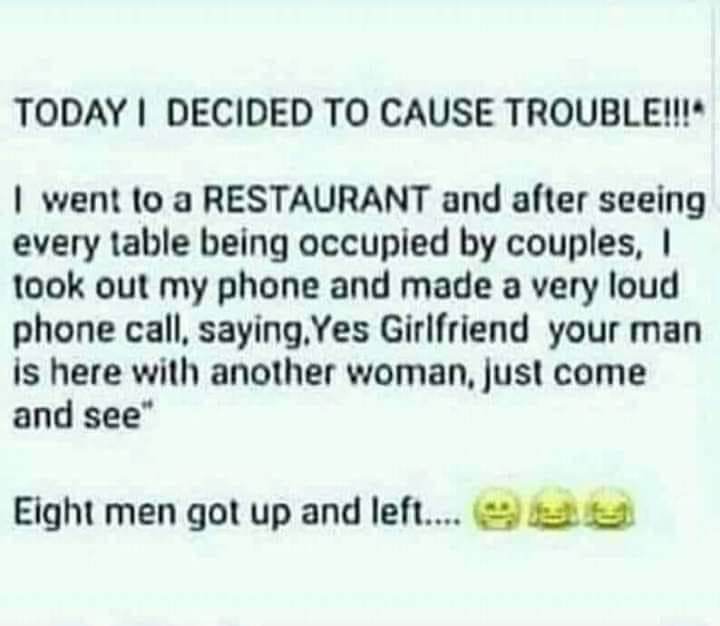 TODAY I DECIDED TO CAUSE TROUBLE!!!*
I went to a RESTAURANT and after seeing
every table being occupied by couples, I
took out my phone and made a very loud
phone call, saying,Yes Girlfriend your man
is here with another woman, just come
and see"
Eight men got up and left.... 😁😂😂